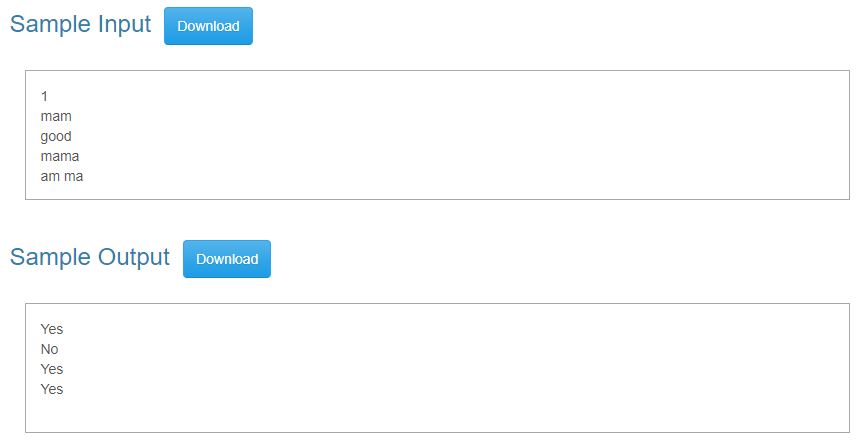 Sample Input Download
1
mam
good
mama
am ma
Sample Output Download
Yes
No
Yes
Yes